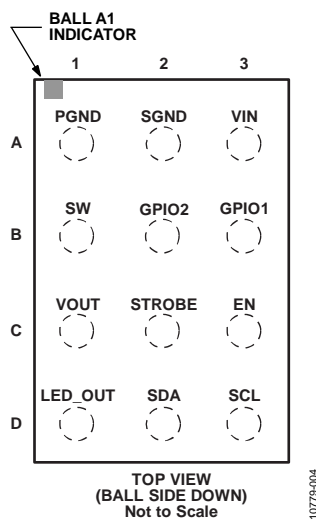 BALL A1
INDICATOR
1 2 3
A
PGND SGND VIN
B
SW GPIO2 GPIO1
C
VOUT STROBE EN
D
LED_OUT SDA SCL
TOP VIEW
(BALL SIDE DOWN)
Not to Scale
10779-004